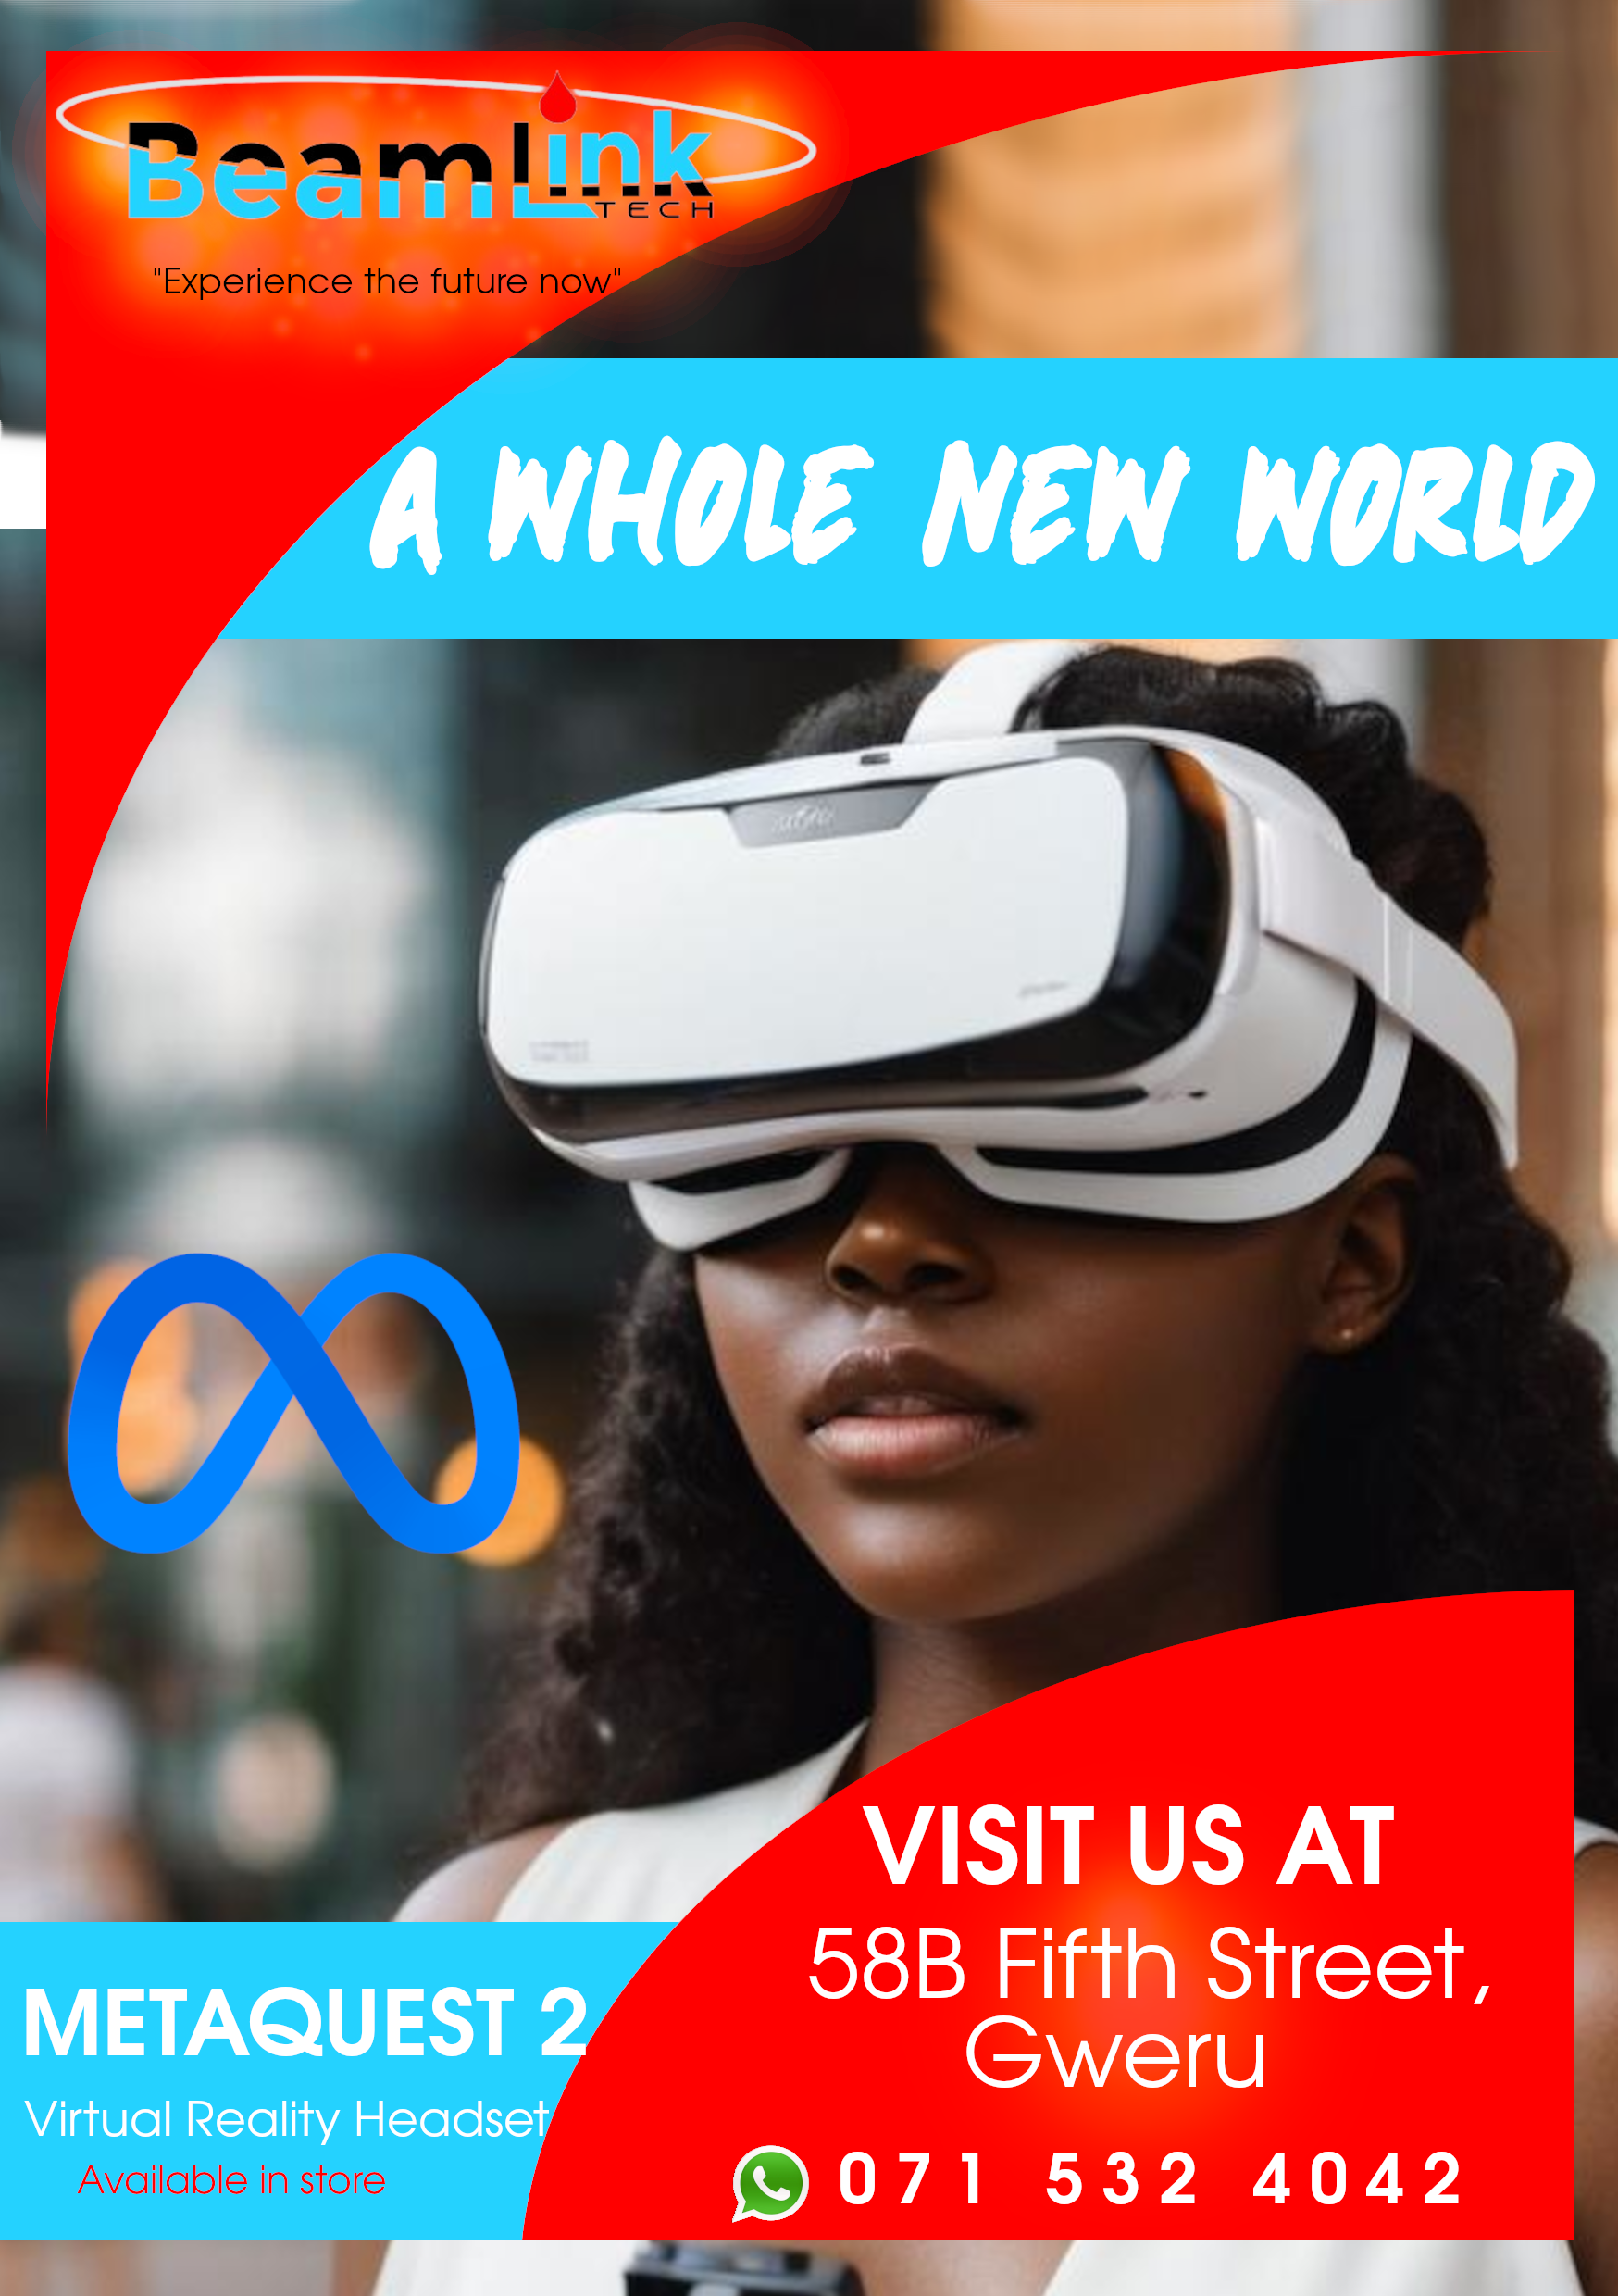 BeamLink
TECH
"Experience the future now"
A WHOLE NEW WORLD
VISIT US AT
58B Fifth Street,
Gweru
071 532 4042
METAQUEST 2
Virtual Reality Headset
Available in store